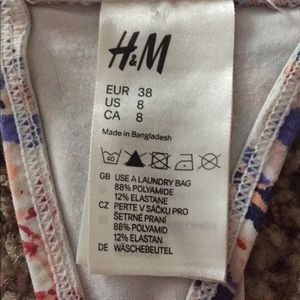 H&M
EUR 38
US 8
CA 8
Made in Bangladesh
40
GB USE A LAUNDRY BAG
88% POLYAMIDE
12% ELASTANE
CZ PERTE V SÁČKU PRO
ŠETRNÉ PRANÍ
88% POLYAMID
12% ELASTAN
DE WÄSCHEBEUTEL